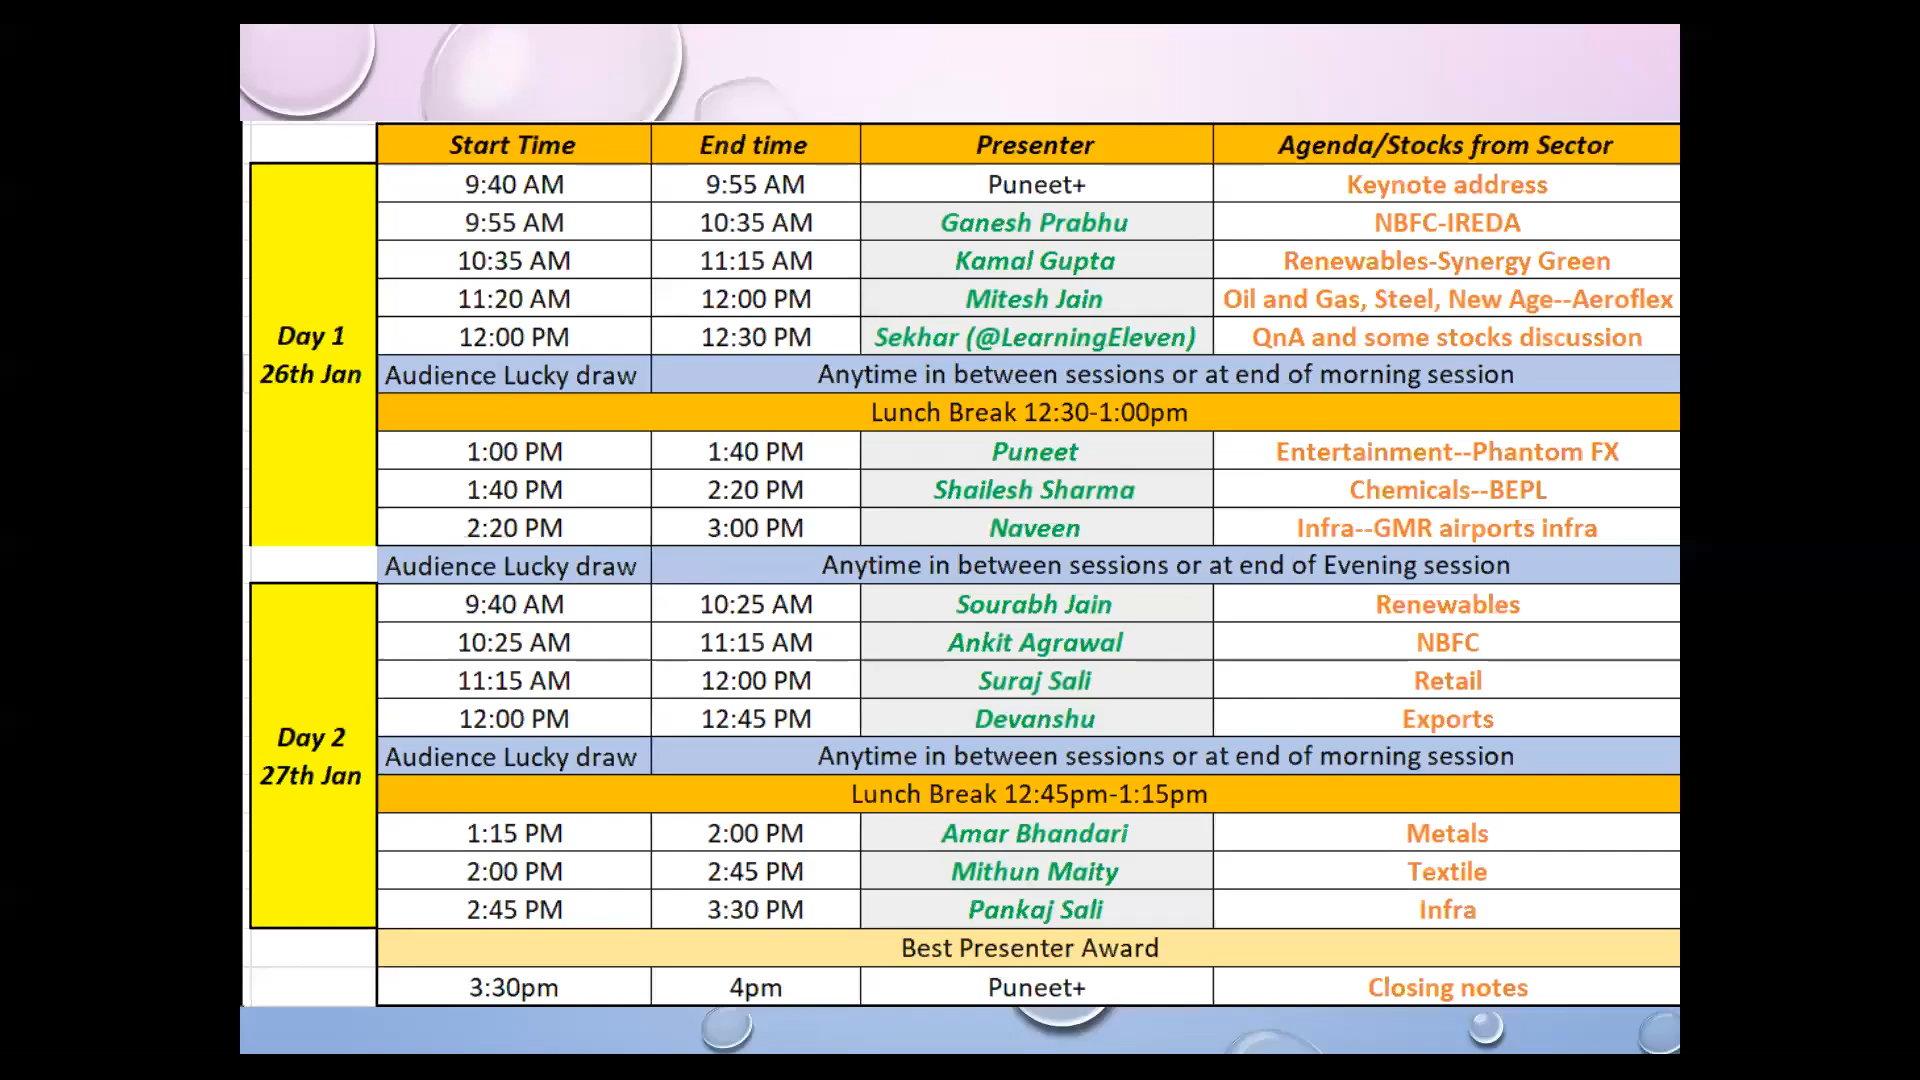 Start Time End time Presenter Agenda/Stocks from Sector
9:40 AM 9:55 AM Puneet+ Keynote address
9:55 AM 10:35 AM Ganesh Prabhu NBFC-IREDA
10:35 AM 11:15 AM Kamal Gupta Renewables-Synergy Green
11:20 AM 12:00 PM Mitesh Jain Oil and Gas, Steel, New Age--Aeroflex
Day 1
26th Jan
12:00 PM 12:30 PM Sekhar (@LearningEleven) QnA and some stocks discussion
Audience Lucky draw Anytime in between sessions or at end of morning session
Lunch Break 12:30-1:00pm
1:00 PM 1:40 PM Puneet Entertainment--Phantom FX
1:40 PM 2:20 PM Shailesh Sharma Chemicals--BEPL
2:20 PM 3:00 PM Naveen Infra--GMR airports infra
Audience Lucky draw Anytime in between sessions or at end of Evening session
9:40 AM 10:25 AM Sourabh Jain Renewables
10:25 AM 11:15 AM Ankit Agrawal NBFC
11:15 AM 12:00 PM Suraj Sali Retail
12:00 PM 12:45 PM Devanshu Exports
Day 2
27th Jan
Audience Lucky draw Anytime in between sessions or at end of morning session
Lunch Break 12:45pm-1:15pm
1:15 PM 2:00 PM Amar Bhandari Metals
2:00 PM 2:45 PM Mithun Maity Textile
2:45 PM 3:30 PM Pankaj Sali Infra
Best Presenter Award
3:30pm 4pm Puneet+ Closing notes